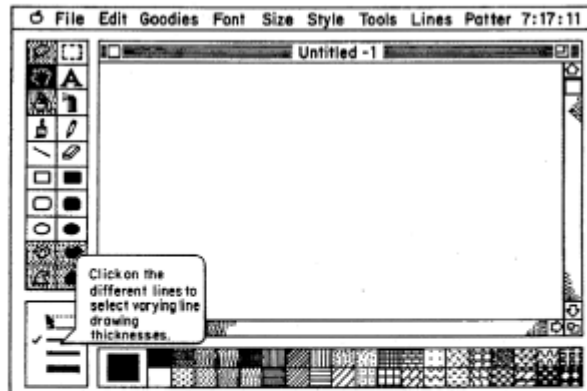 File Edit Goodies Font Size Style Tools Lines Patter 7:17:11
Untitled -1
A
Click on the
different lines to
select varying line
drawing
thicknesses.